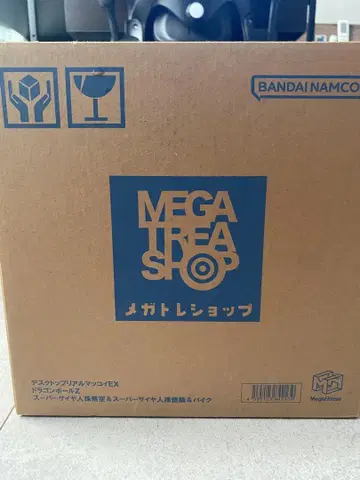 BANDAI NAMCO
MEGA
TREA
SHOP
メガトレショップ
デスクトップリアルマッコイEX
ドラゴンボールZ
スーパーサイヤ人孫悟空＆スーパーサイヤ人孫悟飯＆バイク
MegaHouse